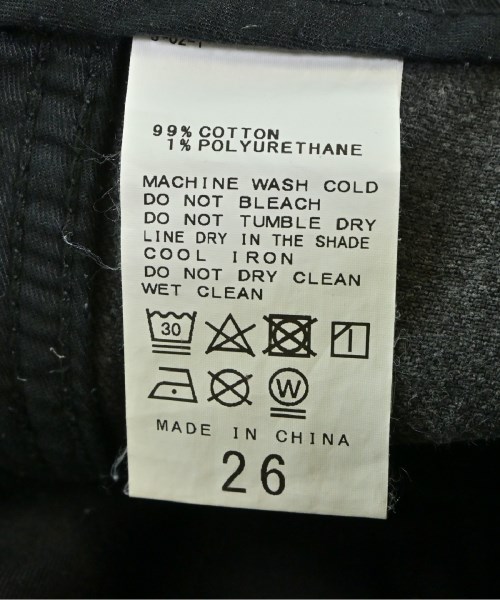 99% COTTON
1% POLYURETHANE
MACHINE WASH COLD
DO NOT BLEACH
DO NOT TUMBLE DRY
LINE DRY IN THE SHADE
COOL IRON
DO NOT DRY CLEAN
WET CLEAN
30
W
MADE IN CHINA
26